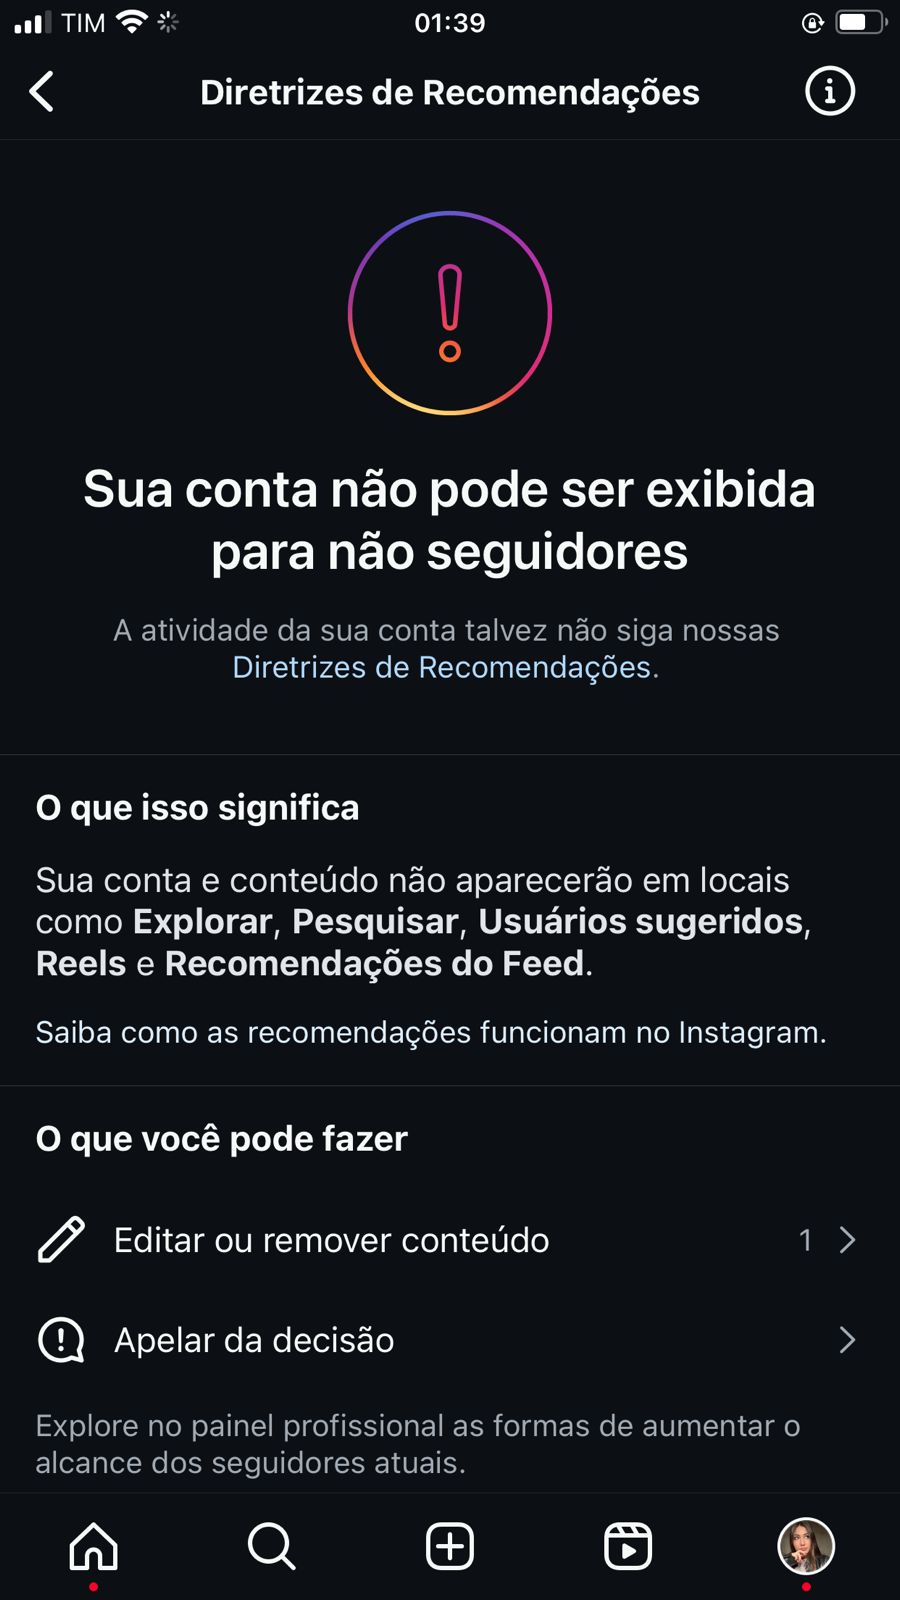 TIM
01:39
Diretrizes de Recomendações
Sua conta não pode ser exibida
para não seguidores
A atividade da sua conta talvez não siga nossas
Diretrizes de Recomendações.
O que isso significa
Sua conta e conteúdo não aparecerão em locais
como Explorar, Pesquisar, Usuários sugeridos,
Reels e Recomendações do Feed.
Saiba como as recomendações funcionam no Instagram.
O que você pode fazer
Editar ou remover conteúdo 1
Apelar da decisão
Explore no painel profissional as formas de aumentar o
alcance dos seguidores atuais.